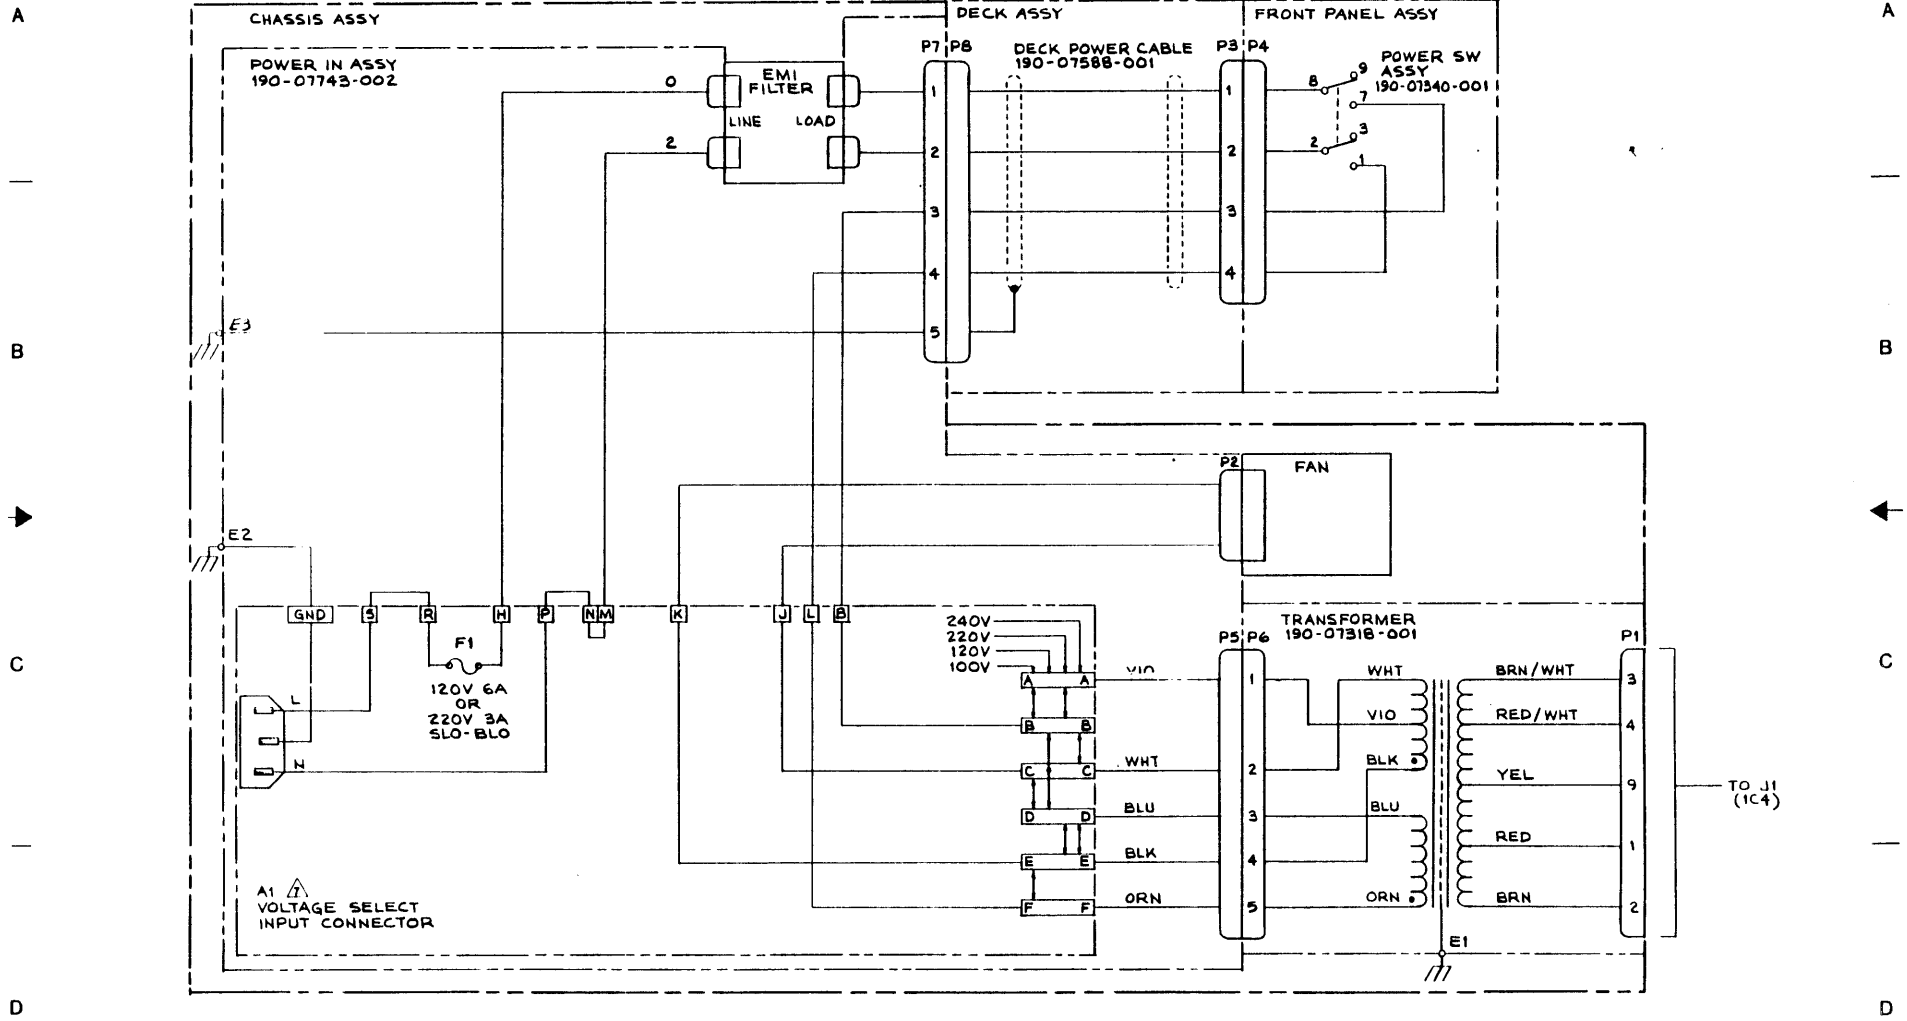 A
CHASSIS ASSY
DECK ASSY
FRONT PANEL ASSY
A
POWER IN ASSY
190-07743-002
0
EMI
FILTER
LINE
LOAD
2
P7 P8
DECK POWER CABLE
190-07588-001
P3 P4
POWER SW
ASSY
190-07340-001
8
9
7
2
3
1
1
2
3
4
5
1
2
3
4
E3
B
B
E2
P2
FAN
GND
S
R
H
P
N
M
K
J
L
B
F1
120V 6A
OR
220V 3A
SLO-BLO
L
N
C
C
240V
220V
120V
100V
A
A
B
B
C
C
D
D
E
E
F
F
VIO
WHT
BLU
BLK
ORN
P5 P6
1
2
3
4
5
TRANSFORMER
190-07318-001
WHT
VIO
BLK
BLU
ORN
BRN/WHT
RED/WHT
YEL
RED
BRN
P1
3
4
9
1
2
TO J1
(1C4)
E1
A1
VOLTAGE SELECT
INPUT CONNECTOR
D
D